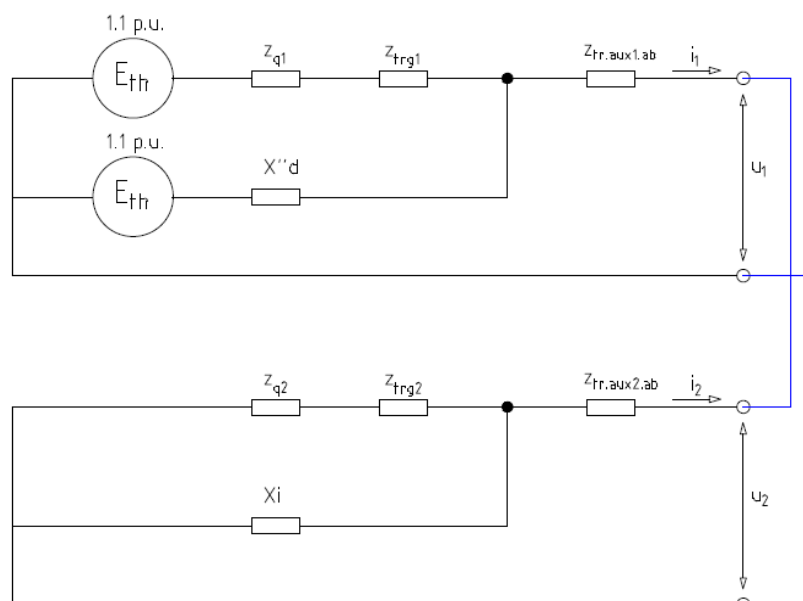 1.1 p.u.
E_th
Z_q1
Z_trg1
Z_tr.aux1.ab
i_1
u_1
1.1 p.u.
E_th
X''d
Z_q2
Z_trg2
Z_tr.aux2.ab
i_2
u_2
Xi